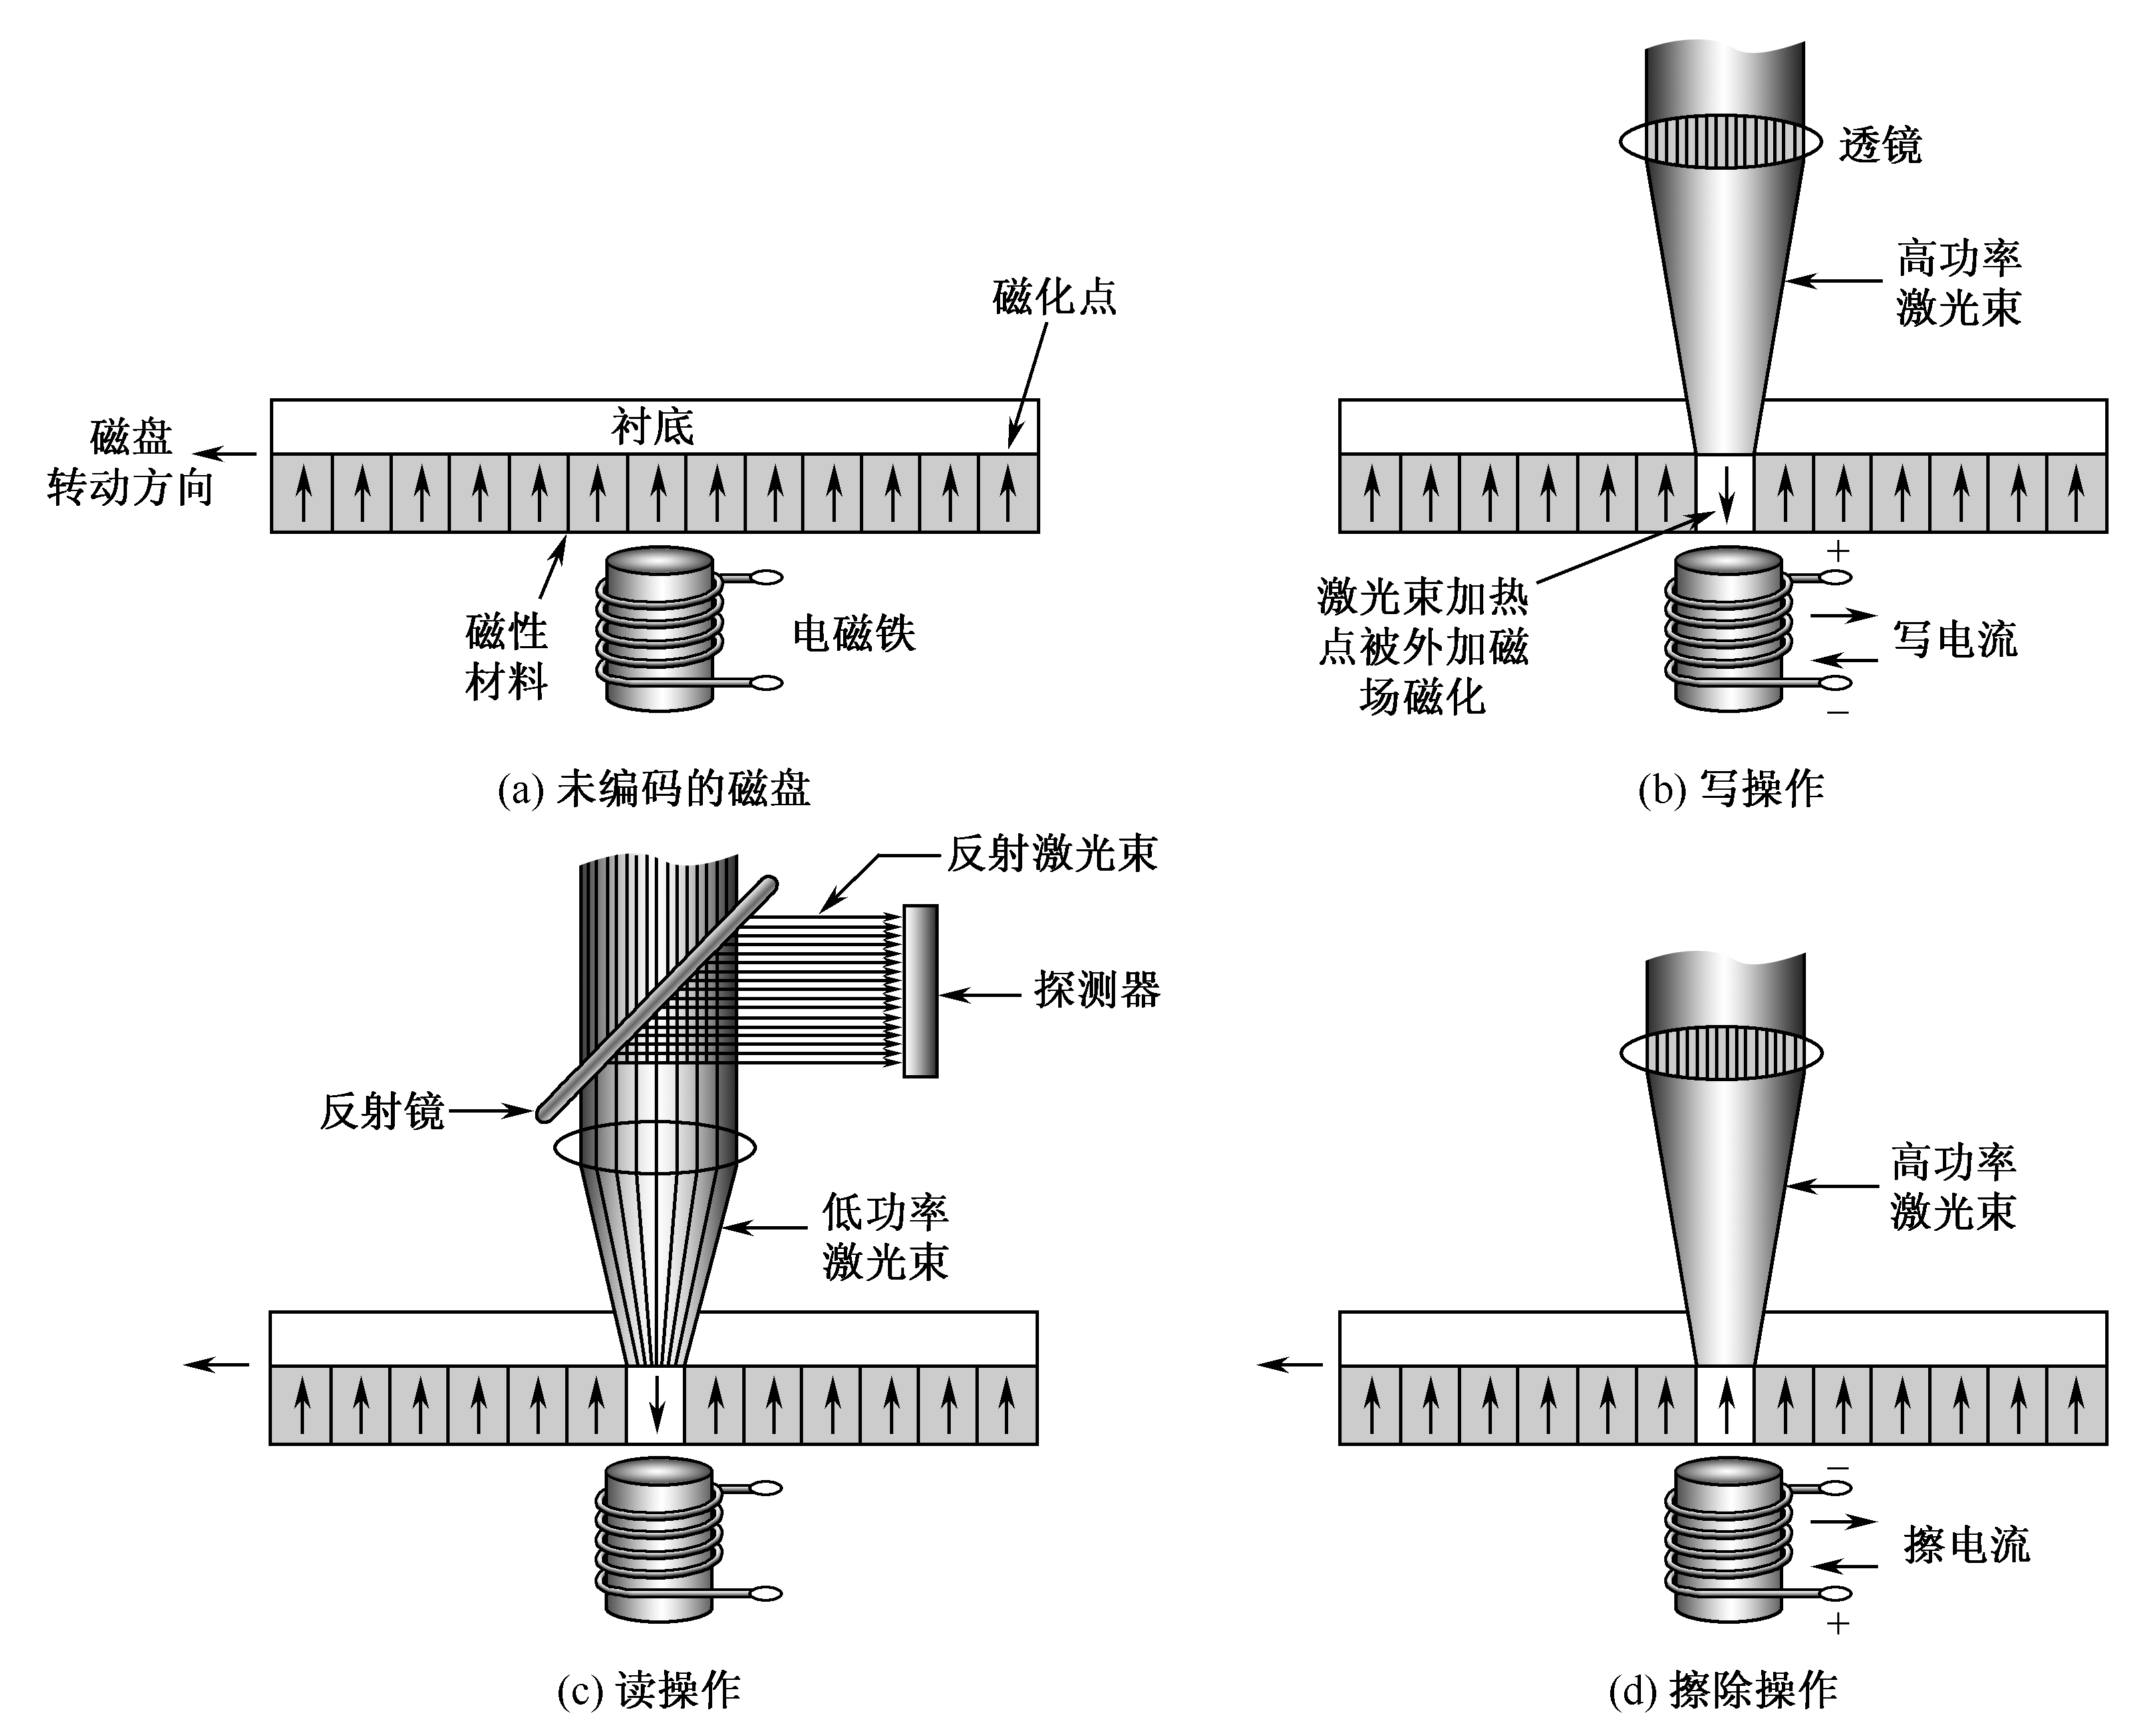 磁化点
衬底
磁盘
转动方向
磁性
材料
电磁铁
(a) 未编码的磁盘
透镜
高功率
激光束
激光束加热
点被外加磁
场磁化
+
写电流
−
(b) 写操作
反射激光束
探测器
反射镜
低功率
激光束
(c) 读操作
高功率
激光束
−
擦电流
+
(d) 擦除操作